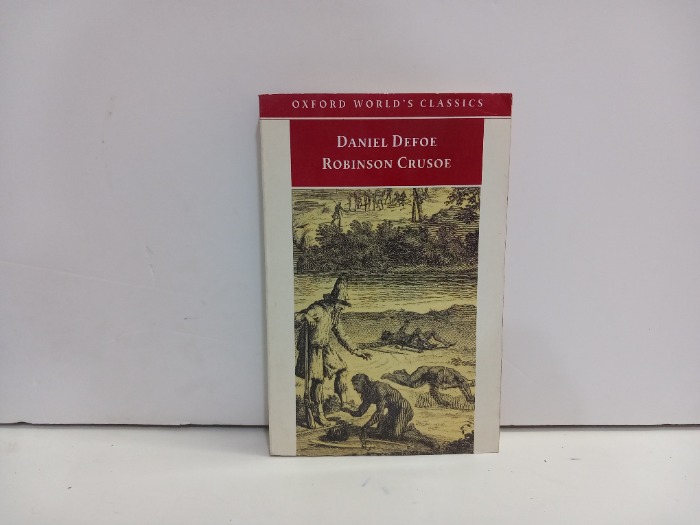 OXFORD WORLD'S CLASSICS
DANIEL DEFOE
ROBINSON CRUSOE